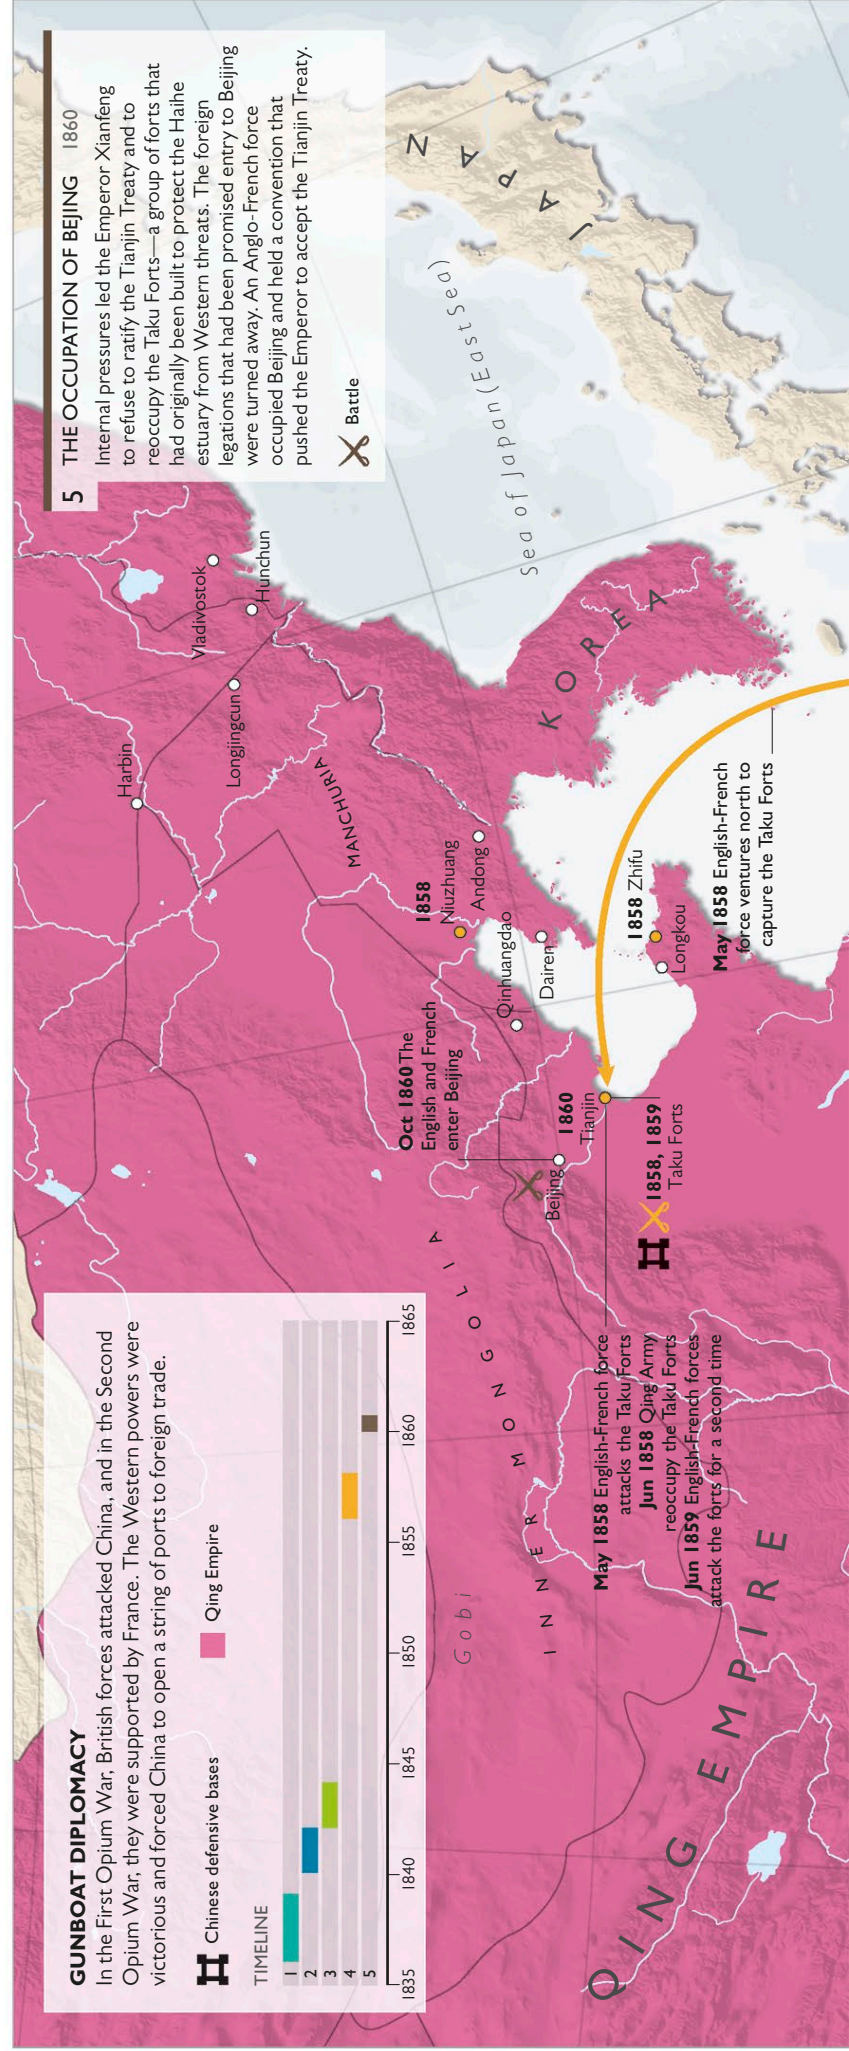 GUNBOAT DIPLOMACY
In the First Opium War, British forces attacked China, and in the Second
Opium War, they were supported by France. The Western powers were
victorious and forced China to open a string of ports to foreign trade.
Chinese defensive bases
Qing Empire
TIMELINE
1
2
3
4
5
1835
1840
1845
1850
1855
1860
1865
5 THE OCCUPATION OF BEIJING 1860
Internal pressures led the Emperor Xianfeng
to refuse to ratify the Tianjin Treaty and to
reoccupy the Taku Forts—a group of forts that
had originally been built to protect the Haihe
estuary from Western threats. The foreign
legations that had been promised entry to Beijing
were turned away. An Anglo-French force
occupied Beijing and held a convention that
pushed the Emperor to accept the Tianjin Treaty.
Battle
Harbin
Vladivostok
Hunchun
Longjingcun
MANCHURIA
1858
Niuzhuang
Andong
Qinhuangdao
Dairen
Oct 1860 The
English and French
enter Beijing
Beijing
1860
Tianjin
1858, 1859
Taku Forts
1858 Zhifu
Longkou
May 1858 English-French
force ventures north to
capture the Taku Forts
May 1858 English-French force
attacks the Taku Forts
Jun 1858 Qing Army
reoccupy the Taku Forts
Jun 1859 English-French forces
attack the forts for a second time
INNER MONGOLIA
Gobi
QING EMPIRE
KOREA
Sea of Japan (East Sea)
JAPAN